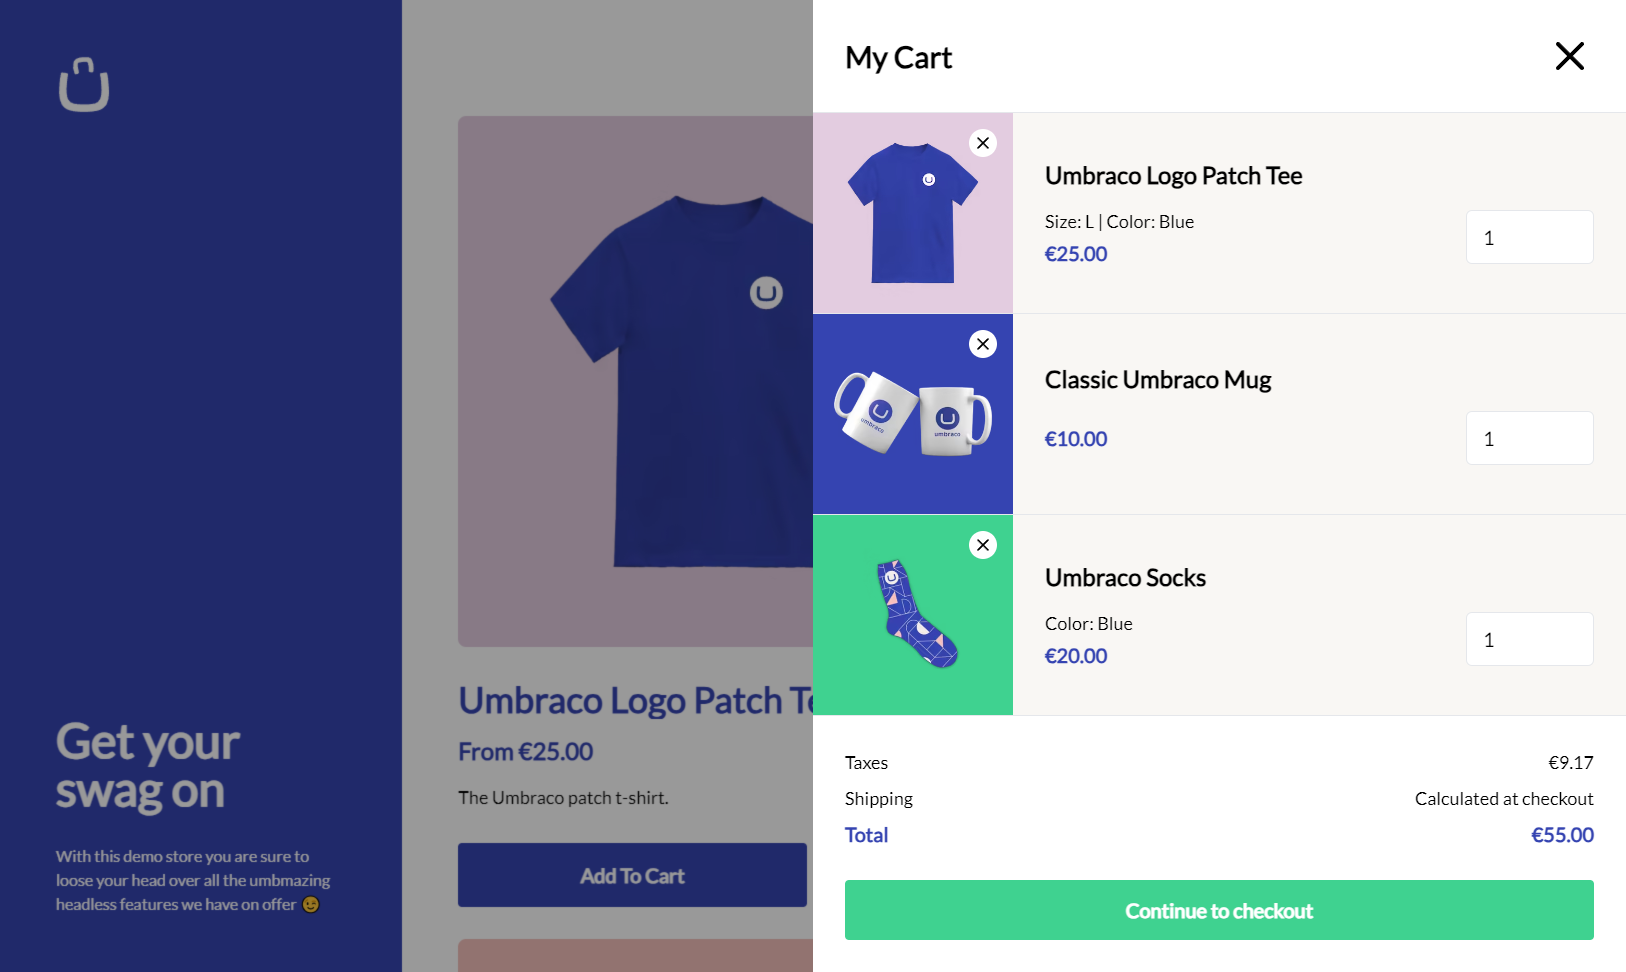 Get your
swag on
With this demo store you are sure to
loose your head over all the umbmazing
headless features we have on offer 😉
Umbraco Logo Patch Te
From €25.00
The Umbraco patch t-shirt.
Add To Cart
My Cart
Umbraco Logo Patch Tee
Size: L | Color: Blue
€25.00
1
umbraco
umbraco
Classic Umbraco Mug
€10.00
1
Umbraco Socks
Color: Blue
€20.00
1
Taxes €9.17
Shipping Calculated at checkout
Total €55.00
Continue to checkout